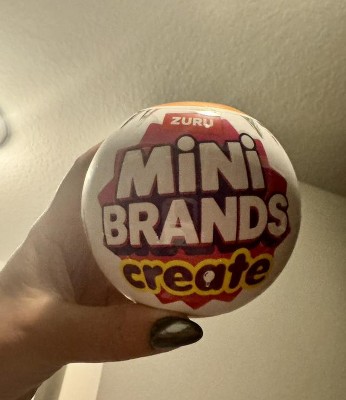 ZURU
MiNi
BRANDS
create